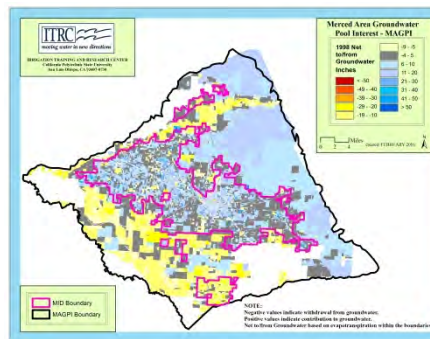 ITRC
moving water in new directions
IRRIGATION TRAINING AND RESEARCH CENTER
California Polytechnic State University
San Luis Obispo, CA 93407-0730
Merced Area Groundwater
Pool Interest - MAGPI
1998 Net
to/from
Groundwater
Inches
< -50
-49 - -40
-39 - -30
-29 - -20
-19 - -10
-9 - -5
-4 - 5
6 - 10
11 - 20
21 - 30
31 - 40
41 - 50
> 50
Miles
MID Boundary
MAGPI Boundary
NOTE:
Negative values indicate withdrawal from groundwater.
Positive values indicate contribution to groundwater.
Net to/from Groundwater based on evapotranspiration within the boundaries